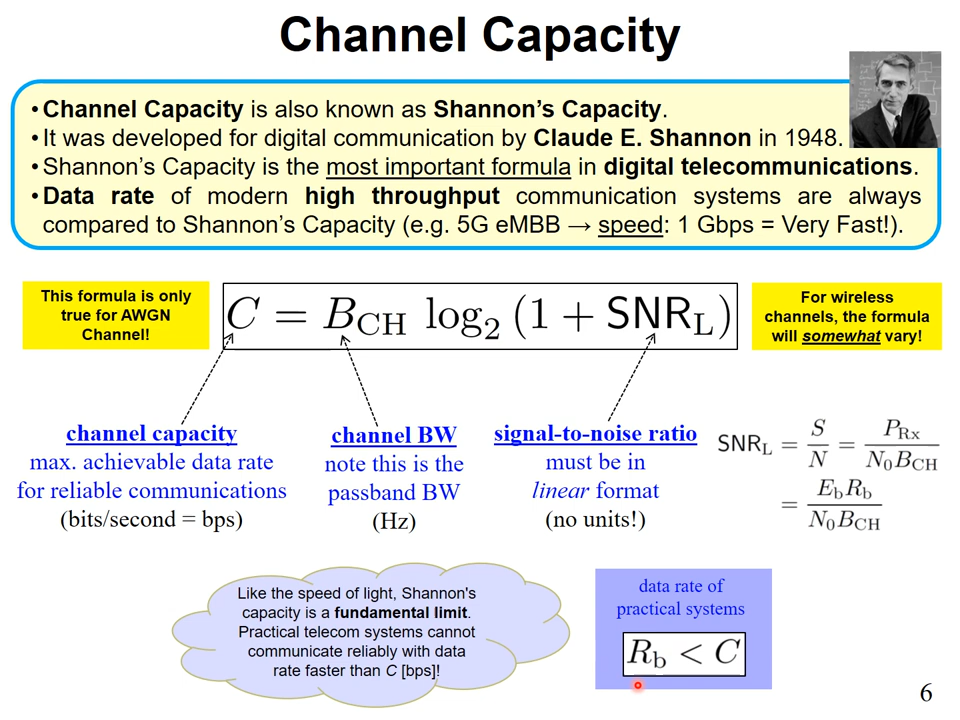 Channel Capacity
•Channel Capacity is also known as Shannon's Capacity.
•It was developed for digital communication by Claude E. Shannon in 1948.
•Shannon's Capacity is the most important formula in digital telecommunications.
•Data rate of modern high throughput communication systems are always
compared to Shannon's Capacity (e.g. 5G eMBB → speed: 1 Gbps = Very Fast!).
This formula is only
true for AWGN
Channel!
C = B_CH log₂ (1 + SNR_L)
For wireless
channels, the formula
will somewhat vary!
channel capacity
max. achievable data rate
for reliable communications
(bits/second = bps)
channel BW
note this is the
passband BW
(Hz)
signal-to-noise ratio
must be in
linear format
(no units!)
SNR_L = S/N = P_Rx/(N₀B_CH)
= E_bR_b/(N₀B_CH)
Like the speed of light, Shannon's
capacity is a fundamental limit.
Practical telecom systems cannot
communicate reliably with data
rate faster than C [bps]!
data rate of
practical systems
R_b < C
6